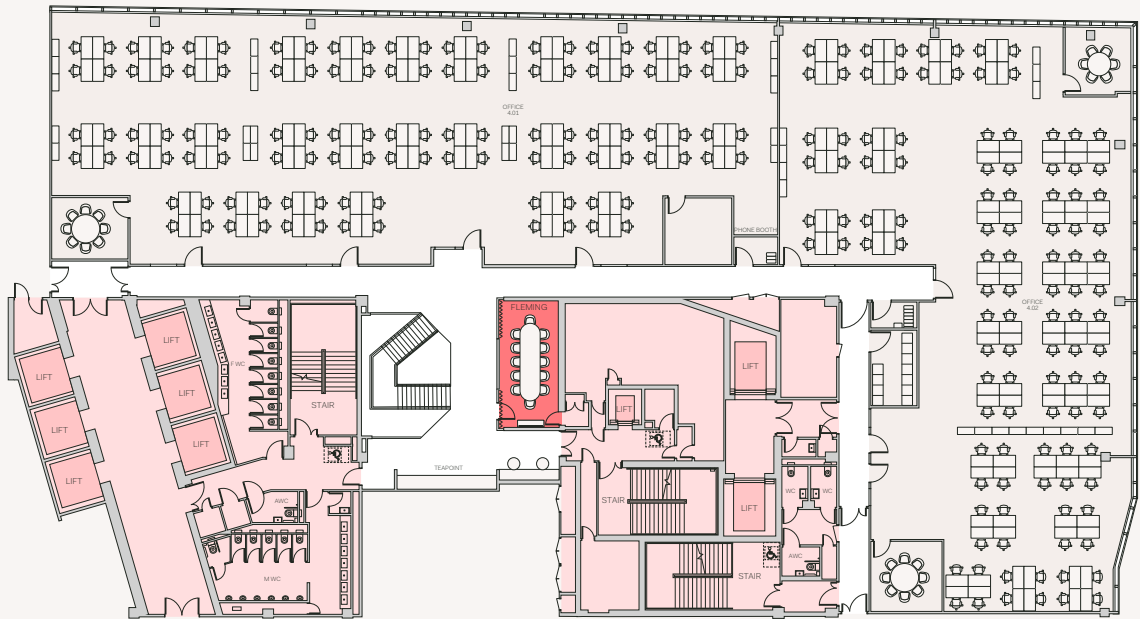 OFFICE
4.01
PHONE BOOTH
OFFICE
4.02
FLEMING
LIFT
LIFT
LIFT
LIFT
LIFT
LIFT
F WC
STAIR
LIFT
LIFT
TEAPOINT
AWC
M WC
STAIR
LIFT
WC
WC
AWC
STAIR